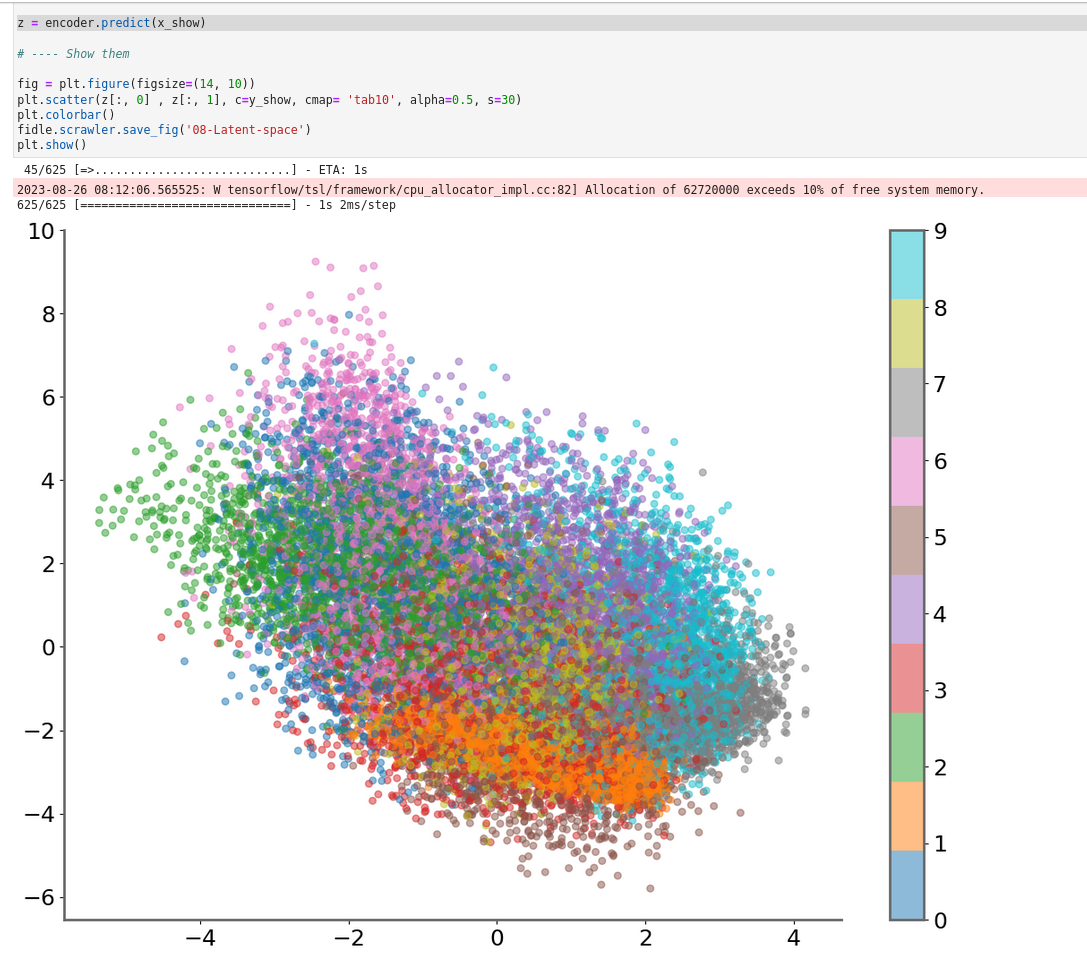 z = encoder.predict(x_show)
# ---- Show them
fig = plt.figure(figsize=(14, 10))
plt.scatter(z[:, 0] , z[:, 1], c=y_show, cmap= 'tab10', alpha=0.5, s=30)
plt.colorbar()
fidle.scrawler.save_fig('08-Latent-space')
plt.show()
45/625 [=>............................] - ETA: 1s
2023-08-26 08:12:06.565525: W tensorflow/tsl/framework/cpu_allocator_impl.cc:82] Allocation of 62720000 exceeds 10% of free system memory.
625/625 [==============================] - 1s 2ms/step
10
8
6
4
2
0
−2
−4
−6
−4 −2 0 2 4
9
8
7
6
5
4
3
2
1
0